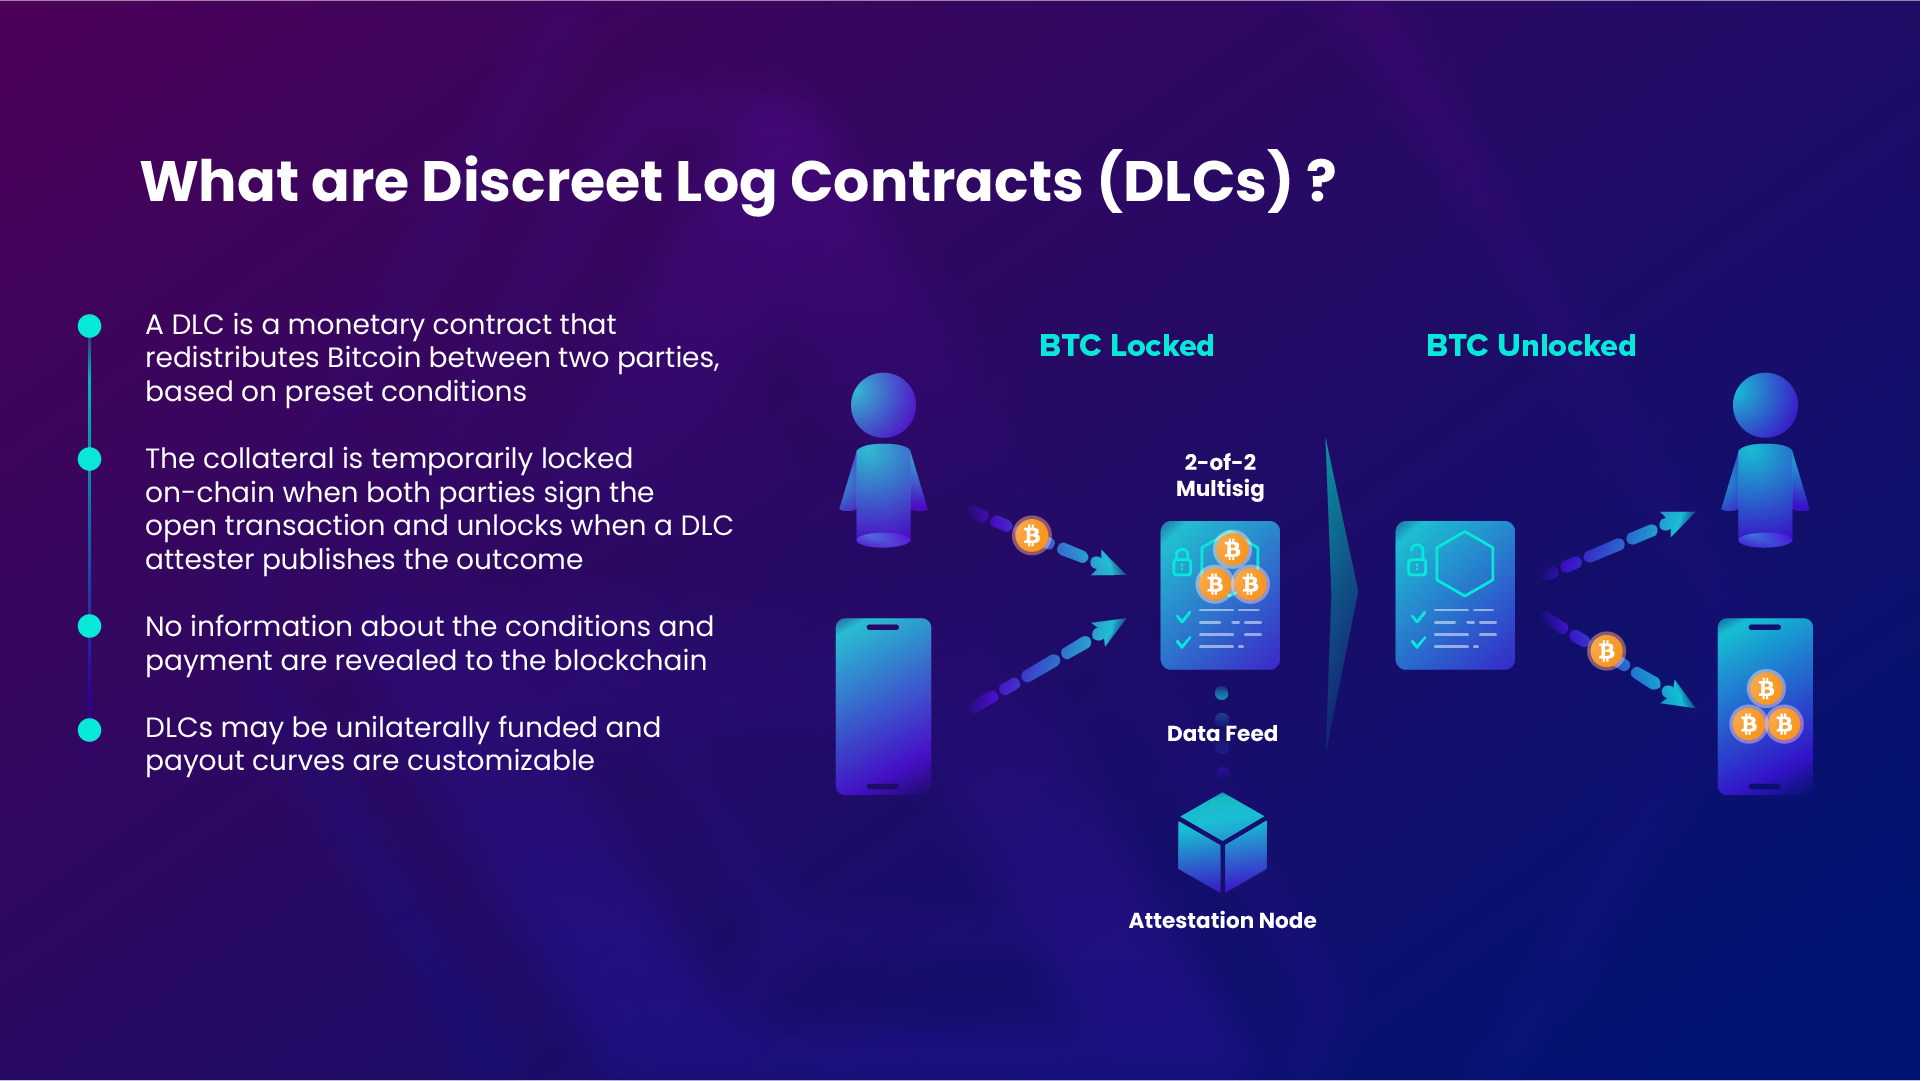 What are Discreet Log Contracts (DLCs) ?
A DLC is a monetary contract that
redistributes Bitcoin between two parties,
based on preset conditions
The collateral is temporarily locked
on-chain when both parties sign the
open transaction and unlocks when a DLC
attester publishes the outcome
No information about the conditions and
payment are revealed to the blockchain
DLCs may be unilaterally funded and
payout curves are customizable
BTC Locked
2-of-2
Multisig
Data Feed
Attestation Node
BTC Unlocked